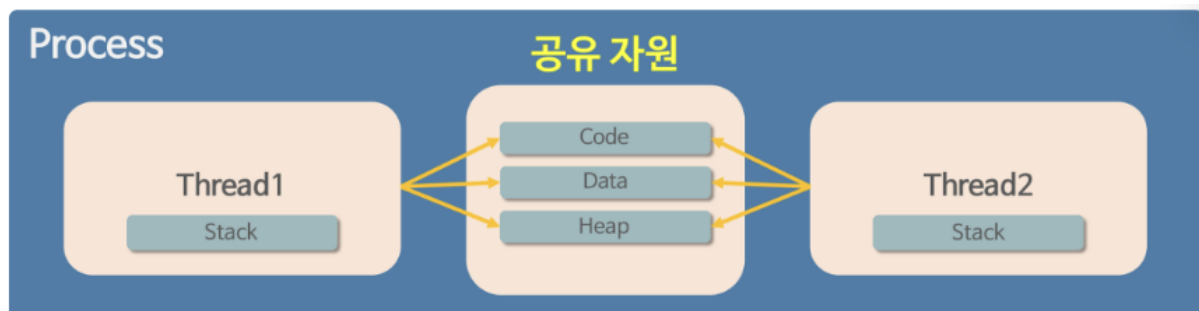 Process
공유 자원
Thread1
Stack
Code
Data
Heap
Thread2
Stack